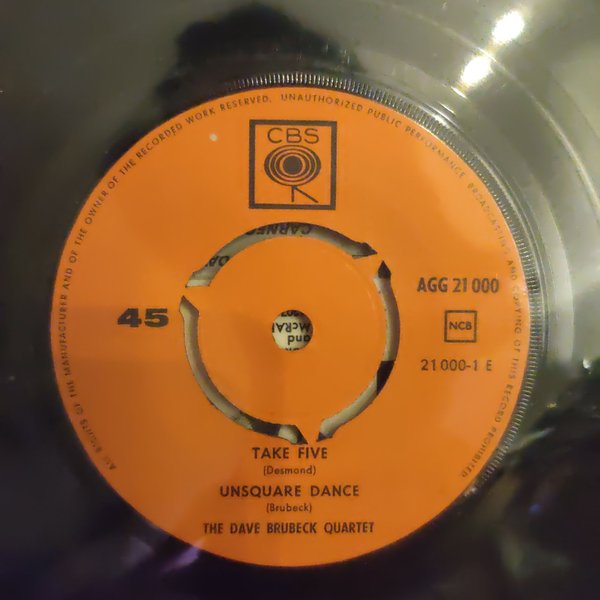 ALL RIGHTS OF THE MANUFACTURER AND OF THE OWNER OF THE RECORDED WORK RESERVED. UNAUTHORIZED PUBLIC PERFORMANCE BROADCASTING AND COPYING OF THIS RECORD PROHIBITED
CBS
45
AGG 21 000
NCB
21 000-1 E
and
McRAE
TAKE FIVE
(Desmond)
UNSQUARE DANCE
(Brubeck)
THE DAVE BRUBECK QUARTET